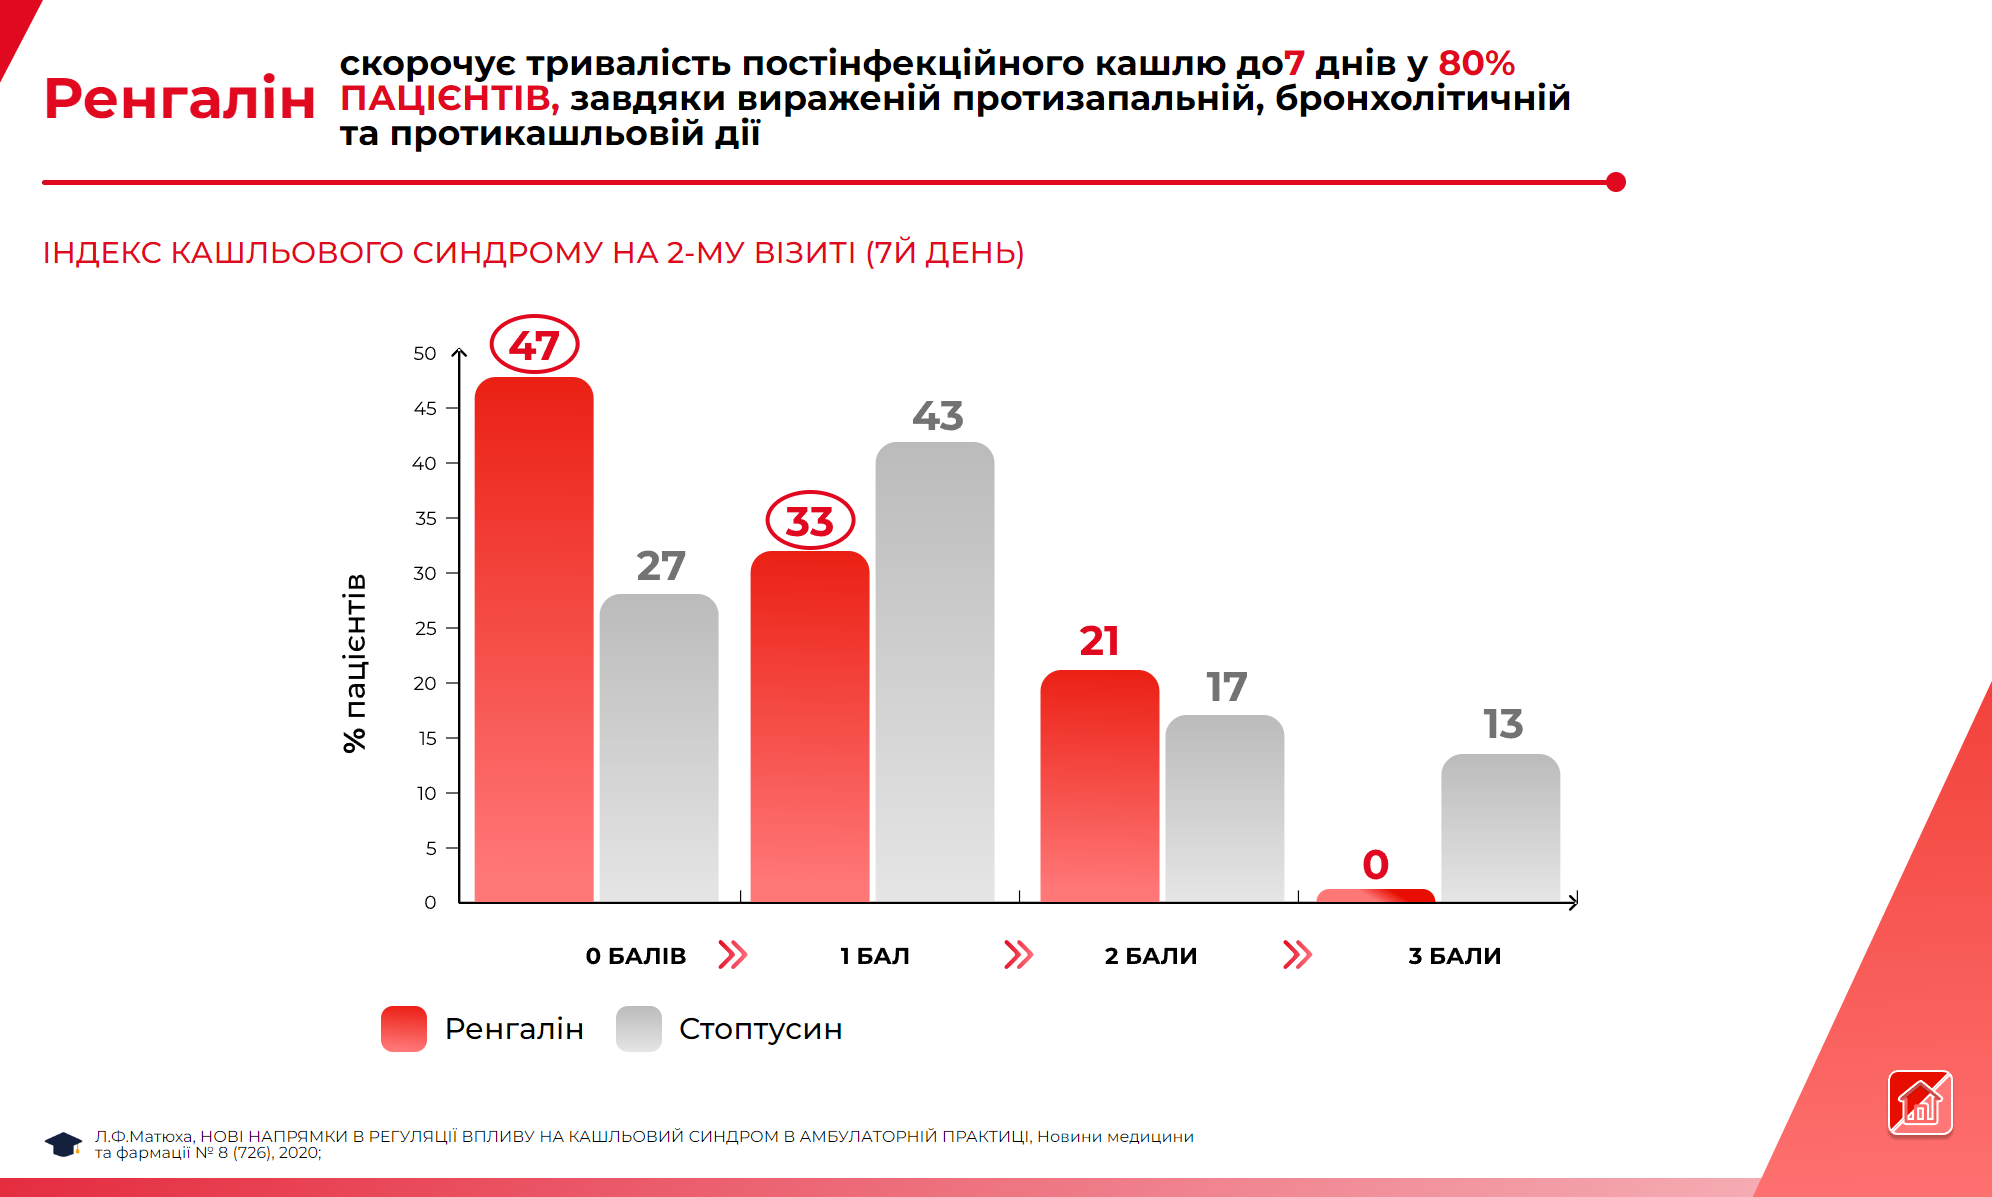 Ренгалін
скорочує тривалість постінфекційного кашлю до7 днів у 80%
ПАЦІЄНТІВ, завдяки вираженій протизапальній, бронхолітичній
та протикашльовій дії
ІНДЕКС КАШЛЬОВОГО СИНДРОМУ НА 2-МУ ВІЗИТІ (7Й ДЕНЬ)
% пацієнтів
50
45
40
35
30
25
20
15
10
5
0
47
27
33
43
21
17
0
13
0 БАЛІВ
1 БАЛ
2 БАЛИ
3 БАЛИ
Ренгалін
Стоптусин
Л.Ф.Матюха, НОВІ НАПРЯМКИ В РЕГУЛЯЦІЇ ВПЛИВУ НА КАШЛЬОВИЙ СИНДРОМ В АМБУЛАТОРНІЙ ПРАКТИЦІ, Новини медицини
та фармації № 8 (726), 2020;